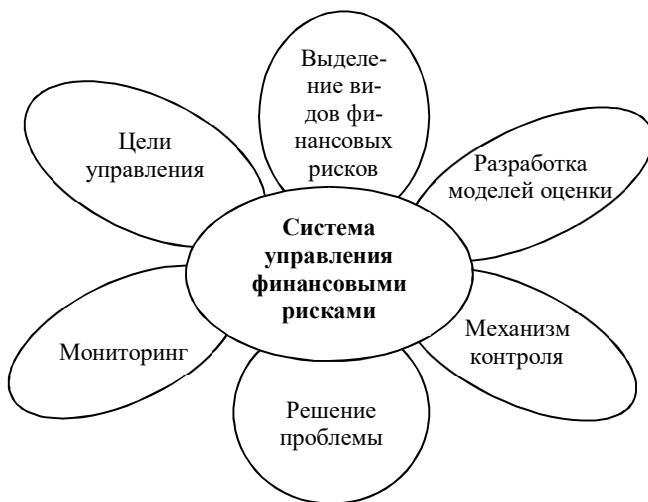 Выделе-
ние ви-
дов фи-
нансовых
рисков
Цели
управления
Разработка
моделей оценки
Система
управления
финансовыми
рисками
Мониторинг
Механизм
контроля
Решение
проблемы